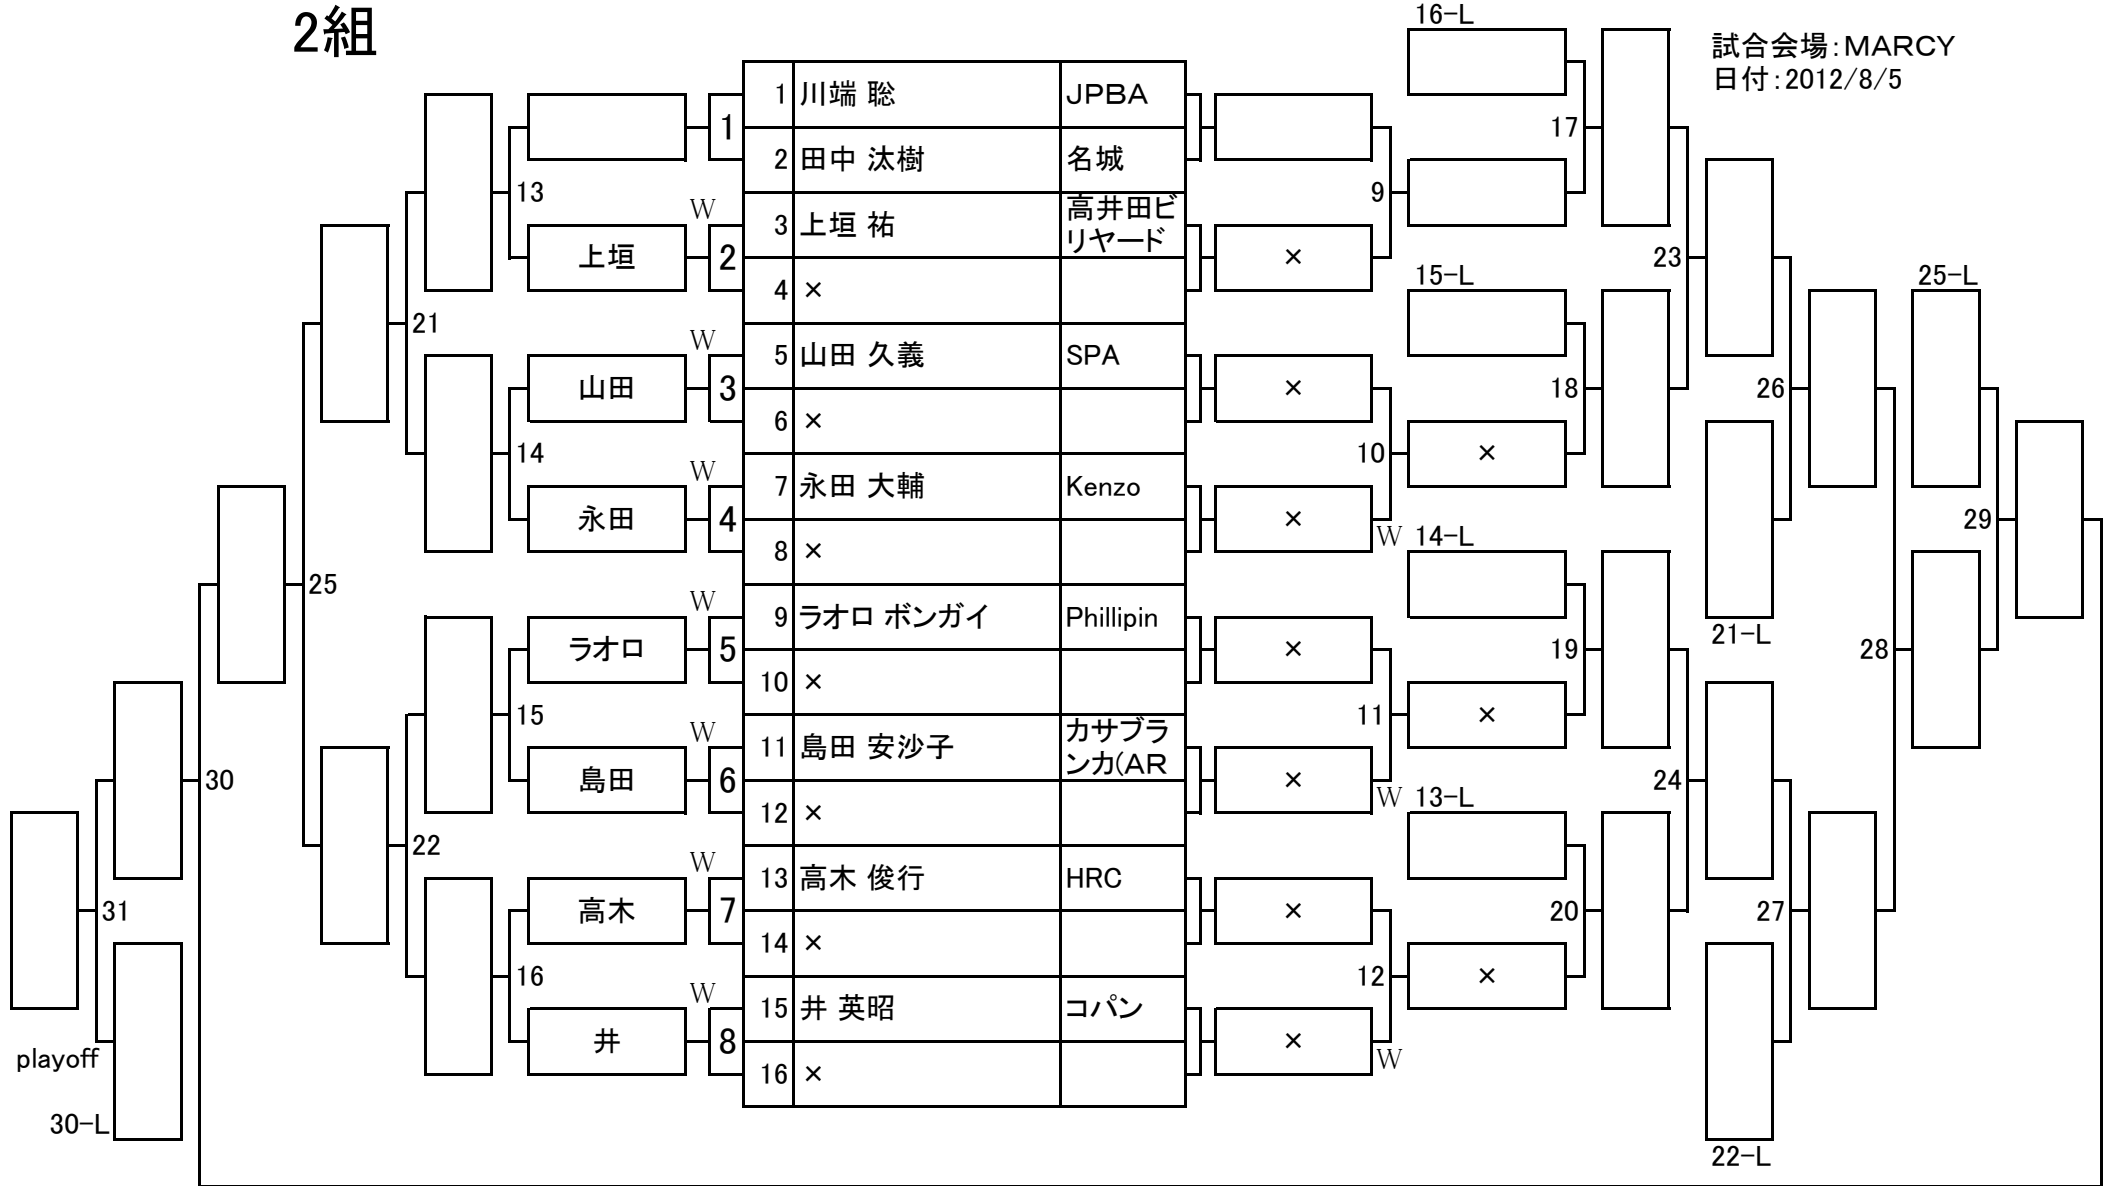 2組
試合会場：MARCY
日付：2012/8/5
1 川端 聡 JPBA
2 田中 汰樹 名城
3 上垣 祐 高井田ビ
リヤード
4 ×
5 山田 久義 SPA
6 ×
7 永田 大輔 Kenzo
8 ×
9 ラオロ ボンガイ Phillipin
10 ×
11 島田 安沙子 カサブラ
ンカ(AR
12 ×
13 高木 俊行 HRC
14 ×
15 井 英昭 コパン
16 ×
1
W
上垣 2
W
山田 3
W
永田 4
W
ラオロ 5
W
島田 6
W
高木 7
W
井 8
13
14
15
16
21
22
25
30
31
playoff
30-L
×
×
×
×
×
×
×
W
W
W
9
10
11
12
×
×
×
16-L
15-L
14-L
13-L
17
18
19
20
23
24
21-L
22-L
26
27
28
25-L
29